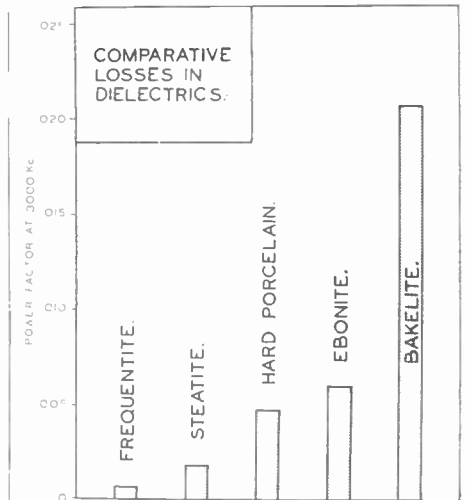 COMPARATIVE
LOSSES IN
DIELECTRICS.
POWER FACTOR AT 3000 Kc
020
015
010
0
FREQUENTITE.
STEATITE.
HARD PORCELAIN.
EBONITE.
BAKELITE.